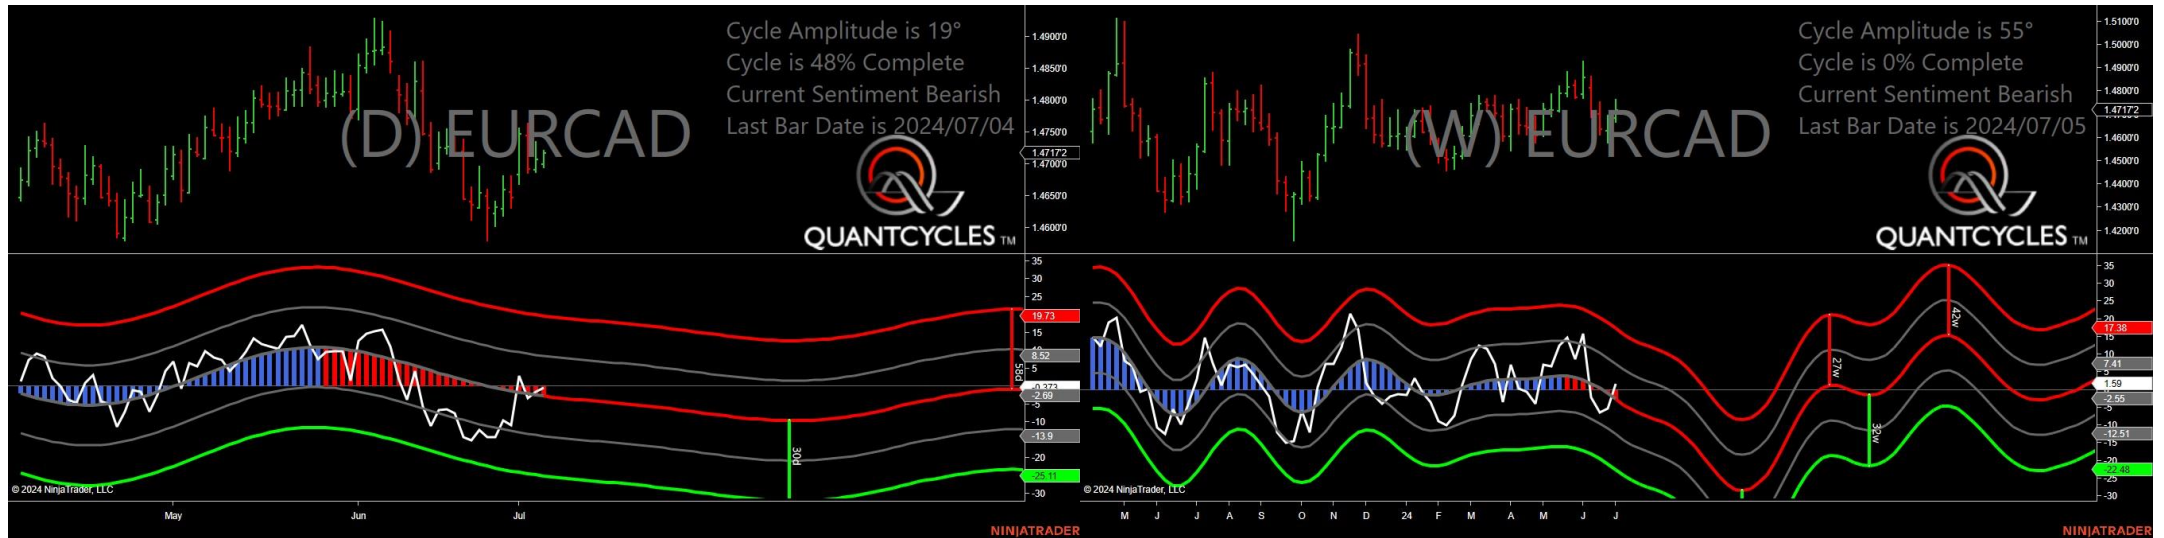 Cycle Amplitude is 19°
Cycle is 48% Complete
Current Sentiment Bearish
Last Bar Date is 2024/07/04
(D) EURCAD
QUANTCYCLES TM
1.4900'0
1.4850'0
1.4800'0
1.4750'0
1.4717'2
1.4700'0
1.4650'0
1.4600'0
35
30
25
19.73
15
10
8.52
5
-0.373
-2.69
-5
-10
-13.9
-20
-25.11
-30
58d
30d
© 2024 NinjaTrader, LLC
May Jun Jul
NINJATRADER
Cycle Amplitude is 55°
Cycle is 0% Complete
Current Sentiment Bearish
Last Bar Date is 2024/07/05
(W) EURCAD
QUANTCYCLES TM
1.5100'0
1.5000'0
1.4900'0
1.4800'0
1.4717'2
1.4600'0
1.4500'0
1.4400'0
1.4300'0
1.4200'0
35
30
25
20
17.38
15
10
7.41
5
1.59
-2.55
-5
-12.51
-15
-20
-22.48
-25
-30
27w
32w
42w
© 2024 NinjaTrader, LLC
M J J A S O N D 24 F M A M J J
NINJATRADER